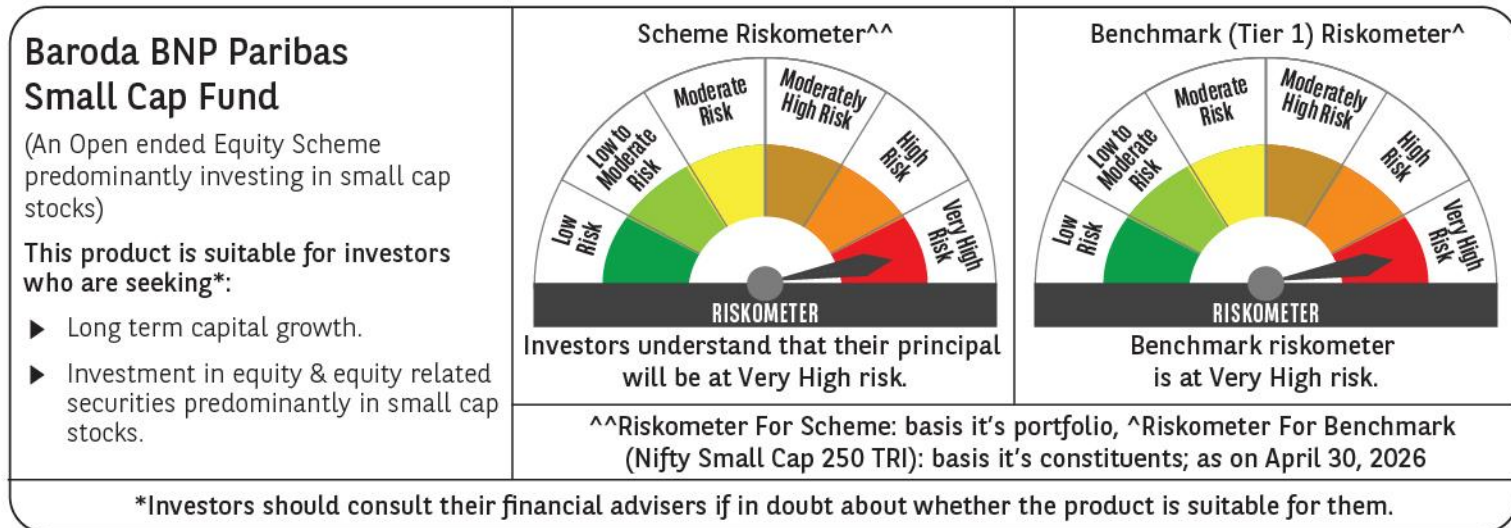 Baroda BNP Paribas
Small Cap Fund
(An Open ended Equity Scheme
predominantly investing in small cap
stocks)
This product is suitable for investors
who are seeking*:
▶ Long term capital growth.
▶ Investment in equity & equity related
securities predominantly in small cap
stocks.
Scheme Riskometer^^
Low
Risk
Low to
Moderate
Risk
Moderate
Risk
Moderately
High Risk
High
Risk
Very High
Risk
RISKOMETER
Investors understand that their principal
will be at Very High risk.
Benchmark (Tier 1) Riskometer^
Low
Risk
Low to
Moderate
Risk
Moderate
Risk
Moderately
High Risk
High
Risk
Very High
Risk
RISKOMETER
Benchmark riskometer
is at Very High risk.
^^Riskometer For Scheme: basis it's portfolio, ^Riskometer For Benchmark
(Nifty Small Cap 250 TRI): basis it's constituents; as on April 30, 2026
*Investors should consult their financial advisers if in doubt about whether the product is suitable for them.